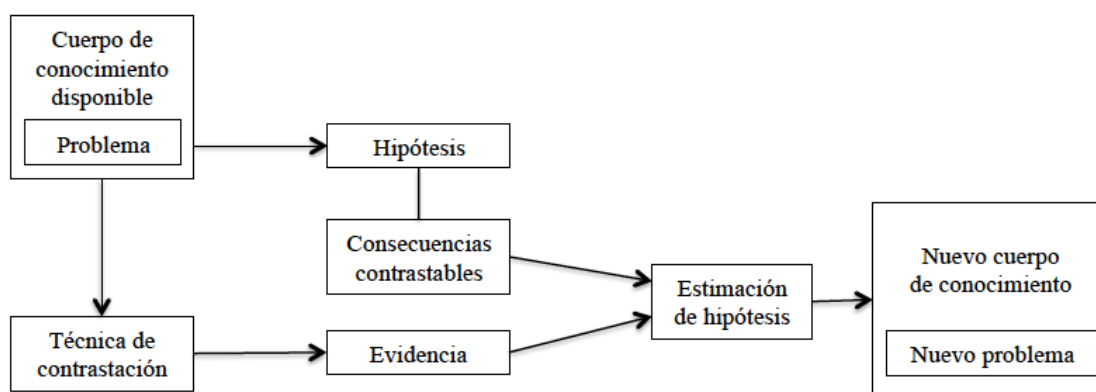 Cuerpo de
conocimiento
disponible
Problema
Hipótesis
Consecuencias
contrastables
Técnica de
contrastación
Evidencia
Estimación
de hipótesis
Nuevo cuerpo
de conocimiento
Nuevo problema